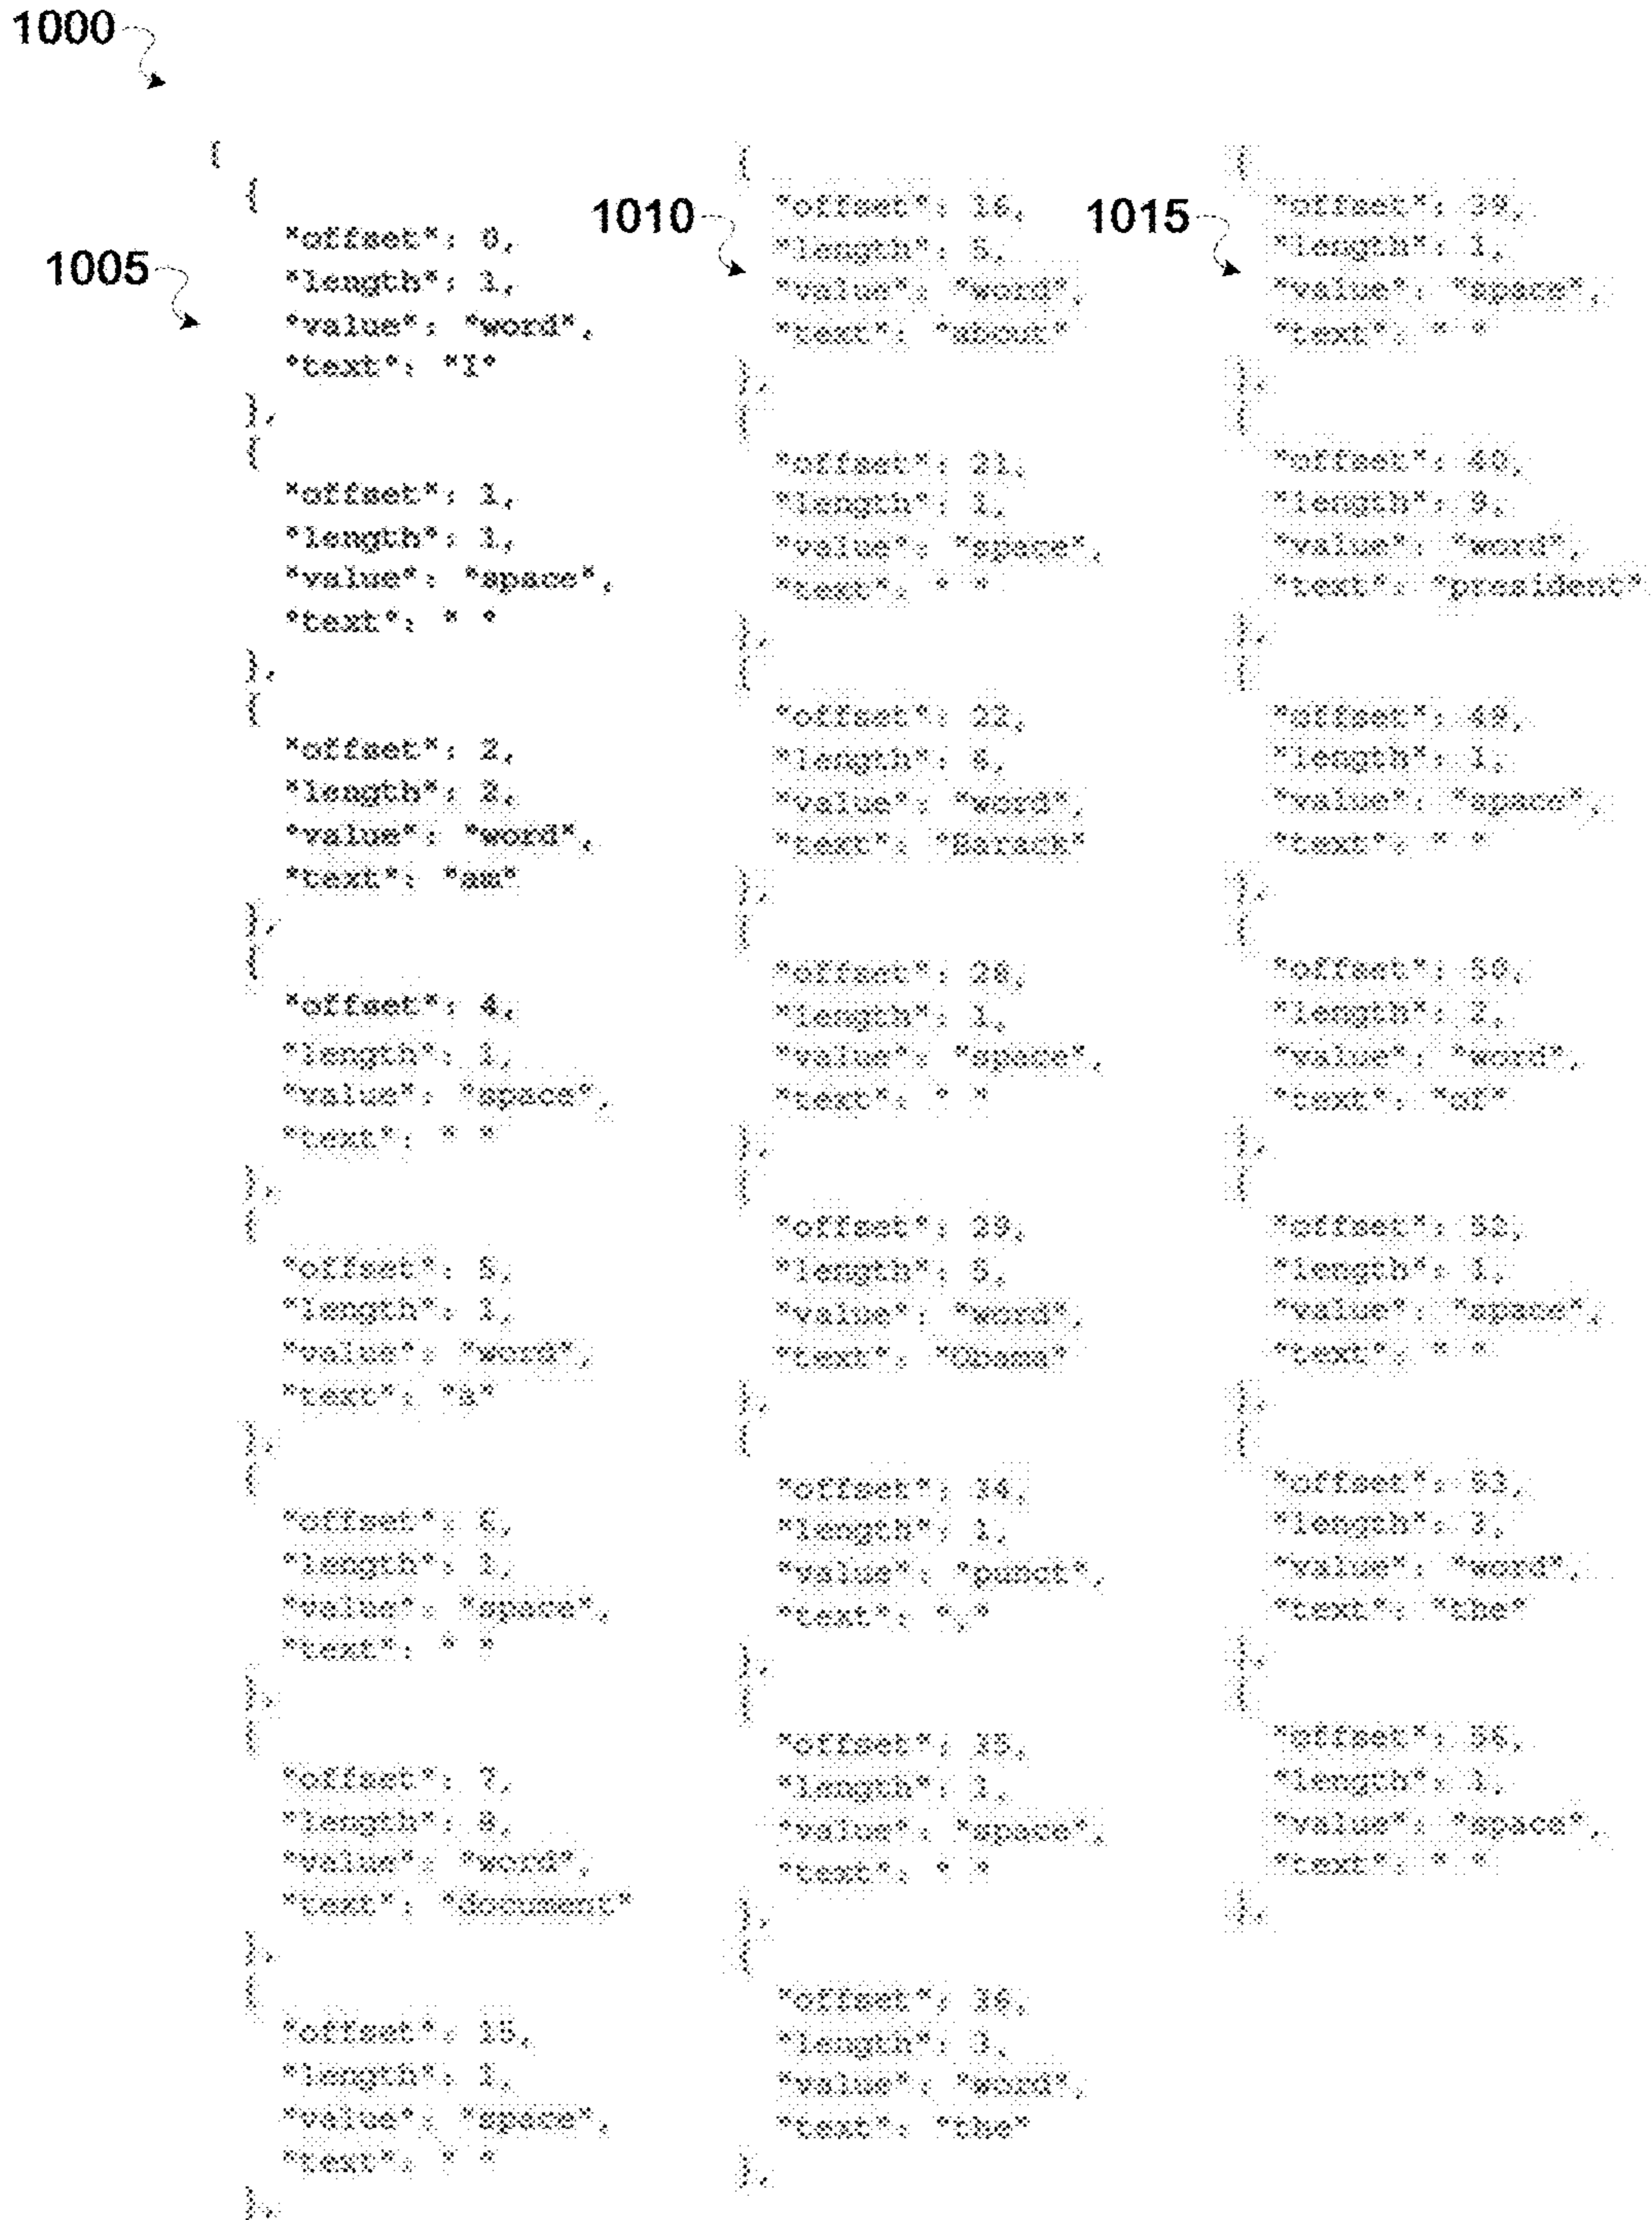 1000
{
{
1005
"offset": 0,
"length": 1,
"value": "word",
"text": "I"
},
{
"offset": 1,
"length": 1,
"value": "space",
"text": " "
},
{
"offset": 2,
"length": 2,
"value": "word",
"text": "am"
},
{
"offset": 4,
"length": 1,
"value": "space",
"text": " "
},
{
"offset": 5,
"length": 1,
"value": "word",
"text": "a"
},
{
"offset": 6,
"length": 1,
"value": "space",
"text": " "
},
{
"offset": 7,
"length": 8,
"value": "word",
"text": "document"
},
{
"offset": 15,
"length": 1,
"value": "space",
"text": " "
},
1010
{
"offset": 16,
"length": 5,
"value": "word",
"text": "about"
},
{
"offset": 21,
"length": 1,
"value": "space",
"text": " "
},
{
"offset": 22,
"length": 6,
"value": "word",
"text": "Barack"
},
{
"offset": 28,
"length": 1,
"value": "space",
"text": " "
},
{
"offset": 29,
"length": 5,
"value": "word",
"text": "Obama"
},
{
"offset": 34,
"length": 1,
"value": "punct",
"text": ","
},
{
"offset": 35,
"length": 1,
"value": "space",
"text": " "
},
{
"offset": 36,
"length": 3,
"value": "word",
"text": "the"
},
1015
{
"offset": 39,
"length": 1,
"value": "space",
"text": " "
},
{
"offset": 40,
"length": 9,
"value": "word",
"text": "president"
},
{
"offset": 49,
"length": 1,
"value": "space",
"text": " "
},
{
"offset": 50,
"length": 2,
"value": "word",
"text": "of"
},
{
"offset": 52,
"length": 1,
"value": "space",
"text": " "
},
{
"offset": 53,
"length": 3,
"value": "word",
"text": "the"
},
{
"offset": 56,
"length": 1,
"value": "space",
"text": " "
},